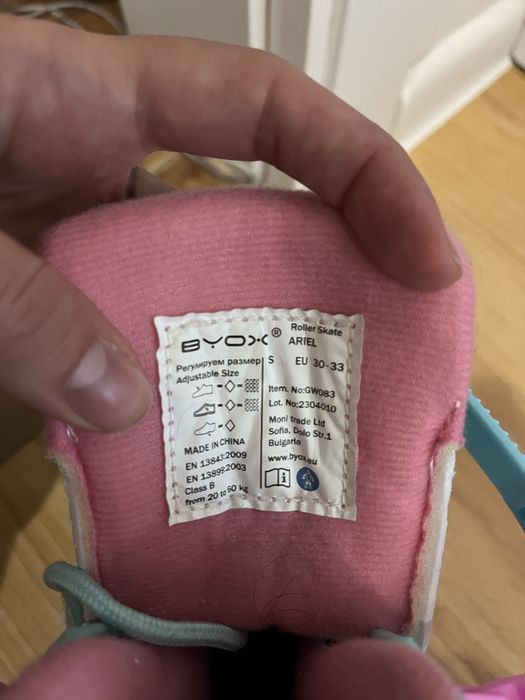 BYOX®
Регулируем размер
Adjustable Size
MADE IN CHINA
EN 13843:2009
EN 13899:2003
Class B
from 20 to 60 kg
Roller Skate
ARIEL
S EU 30-33
Item. No:GW083
Lot. No:2304010
Moni trade Ltd
Sofia, Dolo Str.1
Bulgaria
www.byox.eu